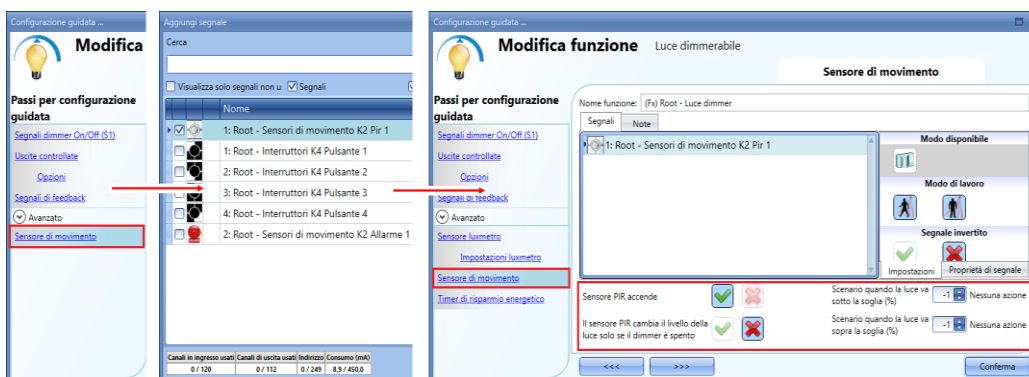 Configurazione guidata ...
Modifica
Passi per configurazione
guidata
Segnali dimmer On/Off (S1)
Uscite controllate
Opzioni
Segnali di feedback
Avanzato
Sensore di movimento
Aggiungi segnale
Cerca
Visualizza solo segnali non u
Segnali
Nome
1: Root - Sensori di movimento K2 Pir 1
1: Root - Interruttori K4 Pulsante 1
2: Root - Interruttori K4 Pulsante 2
3: Root - Interruttori K4 Pulsante 3
4: Root - Interruttori K4 Pulsante 4
2: Root - Sensori di movimento K2 Allarme 1
Canali in ingresso usati Canali di uscita usati Indirizzo Consumo (mA)
0 / 120 0 / 112 0 / 249 8,9 / 450,0
Configurazione guidata ...
Modifica funzione Luce dimmerabile
Sensore di movimento
Passi per configurazione
guidata
Segnali dimmer On/Off (S1)
Uscite controllate
Opzioni
Segnali di feedback
Avanzato
Sensore luxmetro
Impostazioni luxmetro
Sensore di movimento
Timer di risparmio energetico
Nome funzione: (Fx) Root - Luce dimmer
Segnali Note
1: Root - Sensori di movimento K2 Pir 1
Modo disponibile
Modo di lavoro
Segnale invertito
Impostazioni Proprietà di segnale
Sensore PIR accende
Scenario quando la luce va
sotto la soglia (%)
-1 Nessuna azione
Il sensore PIR cambia il livello della
luce solo se il dimmer è spento
Scenario quando la luce va
sopra la soglia (%)
-1 Nessuna azione
<<< >>> Conferma